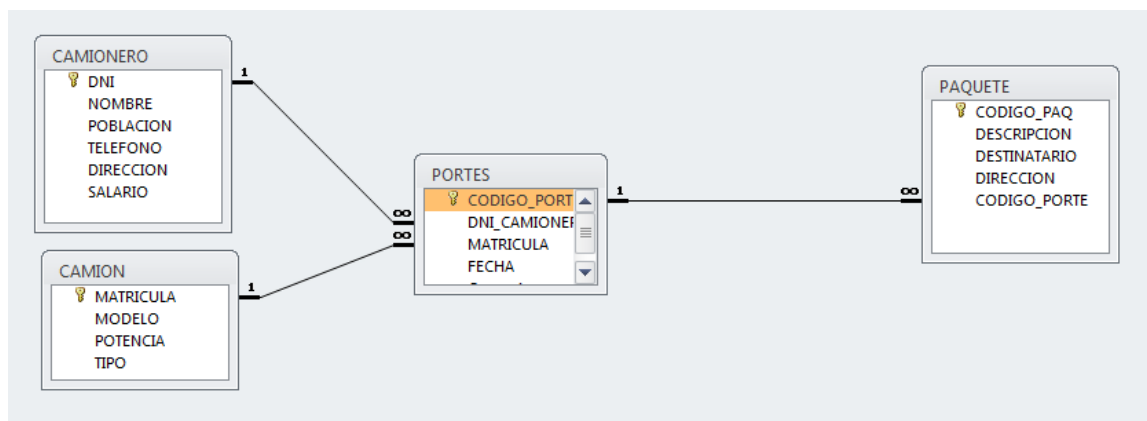 CAMIONERO
DNI
NOMBRE
POBLACION
TELEFONO
DIRECCION
SALARIO
1
CAMION
MATRICULA
MODELO
POTENCIA
TIPO
1
PORTES
CODIGO_PORT
DNI_CAMIONE
MATRICULA
FECHA
∞
∞
1
∞
PAQUETE
CODIGO_PAQ
DESCRIPCION
DESTINATARIO
DIRECCION
CODIGO_PORTE